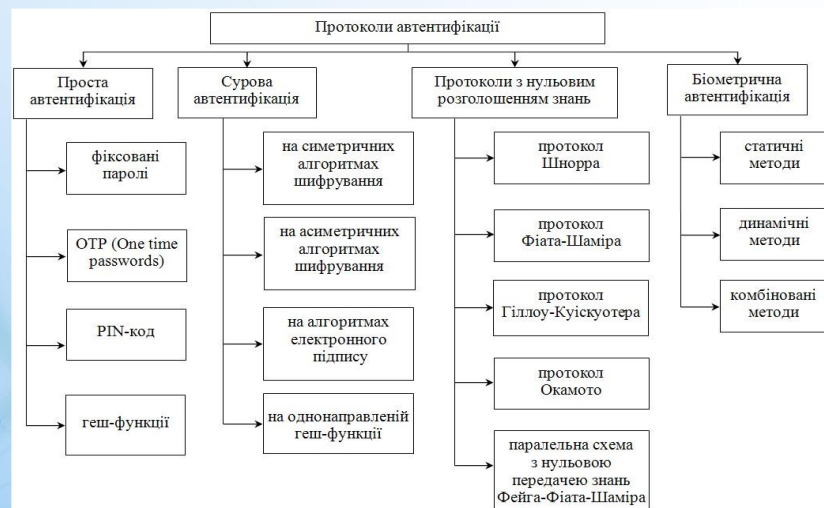 Протоколи автентифікації
Проста
автентифікація
фіксовані
паролі
OTP (One time
passwords)
PIN-код
геш-функції
Сурова
автентифікація
на симетричних
алгоритмах
шифрування
на асиметричних
алгоритмах
шифрування
на алгоритмах
електронного
підпису
на однонаправленій
геш-функції
Протоколи з нульовим
розголошенням знань
протокол
Шнорра
протокол
Фіата-Шаміра
протокол
Гіллоу-Куіскуотера
протокол
Окамото
паралельна схема
з нульовою
передачею знань
Фейга-Фіата-Шаміра
Біометрична
автентифікація
статичні
методи
динамічні
методи
комбіновані
методи